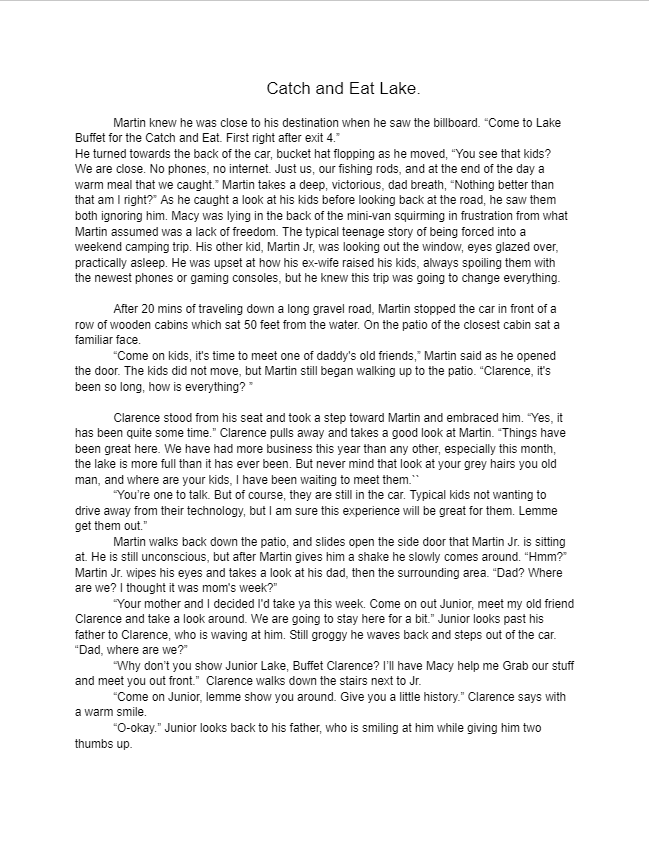 Catch and Eat Lake.
Martin knew he was close to his destination when he saw the billboard. “Come to Lake
Buffet for the Catch and Eat. First right after exit 4.”
He turned towards the back of the car, bucket hat flopping as he moved, “You see that kids?
We are close. No phones, no internet. Just us, our fishing rods, and at the end of the day a
warm meal that we caught.” Martin takes a deep, victorious, dad breath, “Nothing better than
that am I right?” As he caught a look at his kids before looking back at the road, he saw them
both ignoring him. Macy was lying in the back of the mini-van squirming in frustration from what
Martin assumed was a lack of freedom. The typical teenage story of being forced into a
weekend camping trip. His other kid, Martin Jr, was looking out the window, eyes glazed over,
practically asleep. He was upset at how his ex-wife raised his kids, always spoiling them with
the newest phones or gaming consoles, but he knew this trip was going to change everything.
After 20 mins of traveling down a long gravel road, Martin stopped the car in front of a
row of wooden cabins which sat 50 feet from the water. On the patio of the closest cabin sat a
familiar face.
“Come on kids, it's time to meet one of daddy's old friends,” Martin said as he opened
the door. The kids did not move, but Martin still began walking up to the patio. “Clarence, it's
been so long, how is everything? ”
Clarence stood from his seat and took a step toward Martin and embraced him. “Yes, it
has been quite some time.” Clarence pulls away and takes a good look at Martin. “Things have
been great here. We have had more business this year than any other, especially this month,
the lake is more full than it has ever been. But never mind that look at your grey hairs you old
man, and where are your kids, I have been waiting to meet them.``
“You’re one to talk. But of course, they are still in the car. Typical kids not wanting to
drive away from their technology, but I am sure this experience will be great for them. Lemme
get them out.”
Martin walks back down the patio, and slides open the side door that Martin Jr. is sitting
at. He is still unconscious, but after Martin gives him a shake he slowly comes around. “Hmm?”
Martin Jr. wipes his eyes and takes a look at his dad, then the surrounding area. “Dad? Where
are we? I thought it was mom’s week?”
“Your mother and I decided I'd take ya this week. Come on out Junior, meet my old friend
Clarence and take a look around. We are going to stay here for a bit.” Junior looks past his
father to Clarence, who is waving at him. Still groggy he waves back and steps out of the car.
“Dad, where are we?”
“Why don’t you show Junior Lake, Buffet Clarence? I’ll have Macy help me Grab our stuff
and meet you out front.”  Clarence walks down the stairs next to Jr.
“Come on Junior, lemme show you around. Give you a little history.” Clarence says with
a warm smile.
“O-okay.” Junior looks back to his father, who is smiling at him while giving him two
thumbs up.